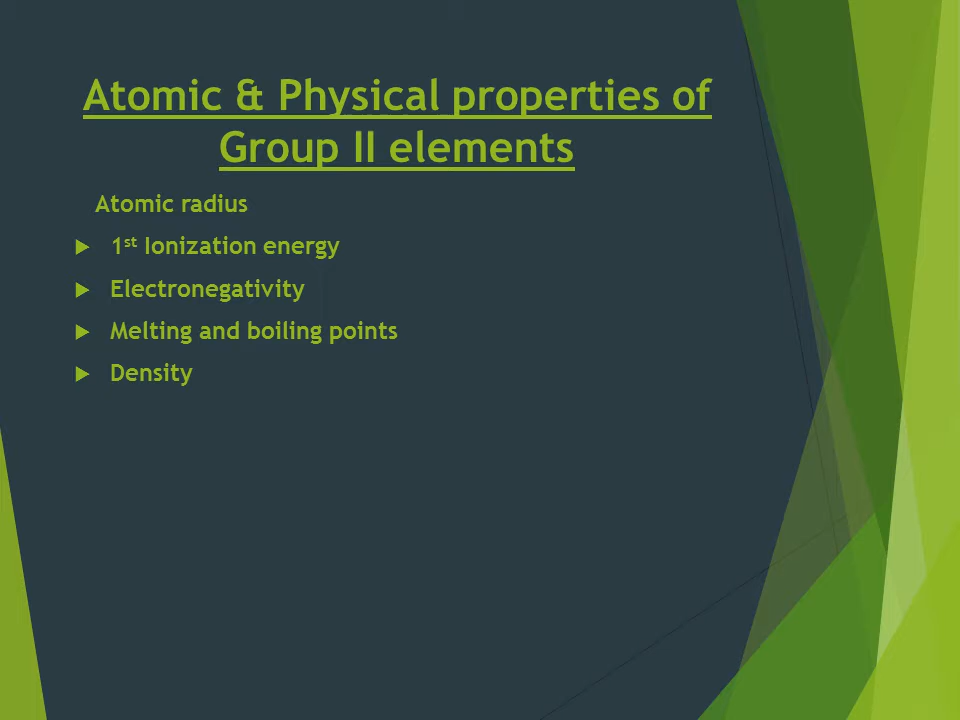 Atomic & Physical properties of
Group II elements
Atomic radius
1st Ionization energy
Electronegativity
Melting and boiling points
Density